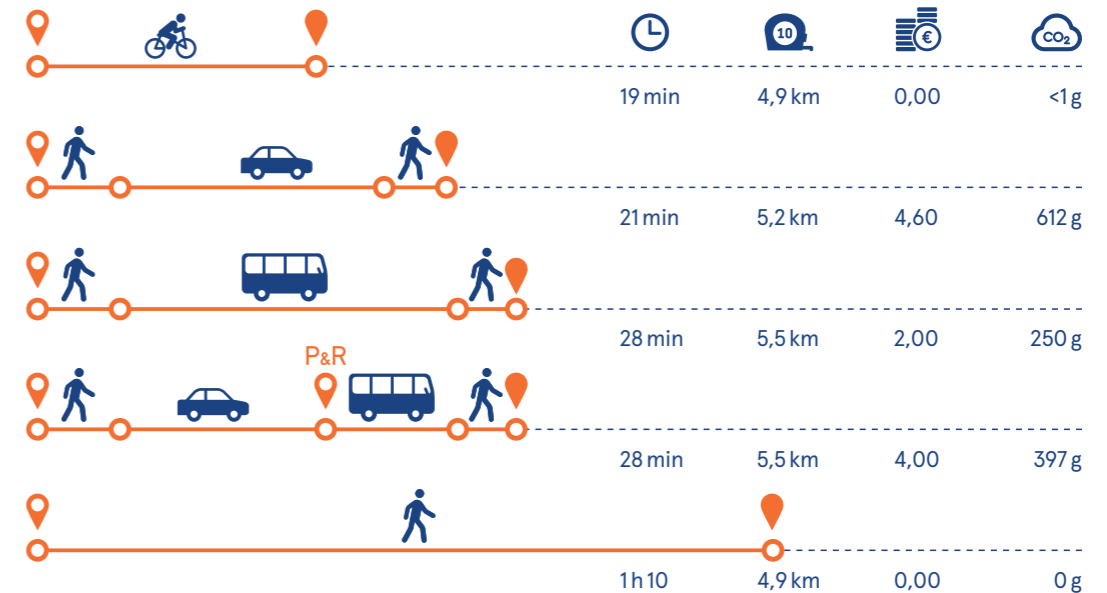 10 € CO₂
19 min 4,9 km 0,00 <1 g
21 min 5,2 km 4,60 612 g
28 min 5,5 km 2,00 250 g
P&R
28 min 5,5 km 4,00 397 g
1 h 10 4,9 km 0,00 0 g